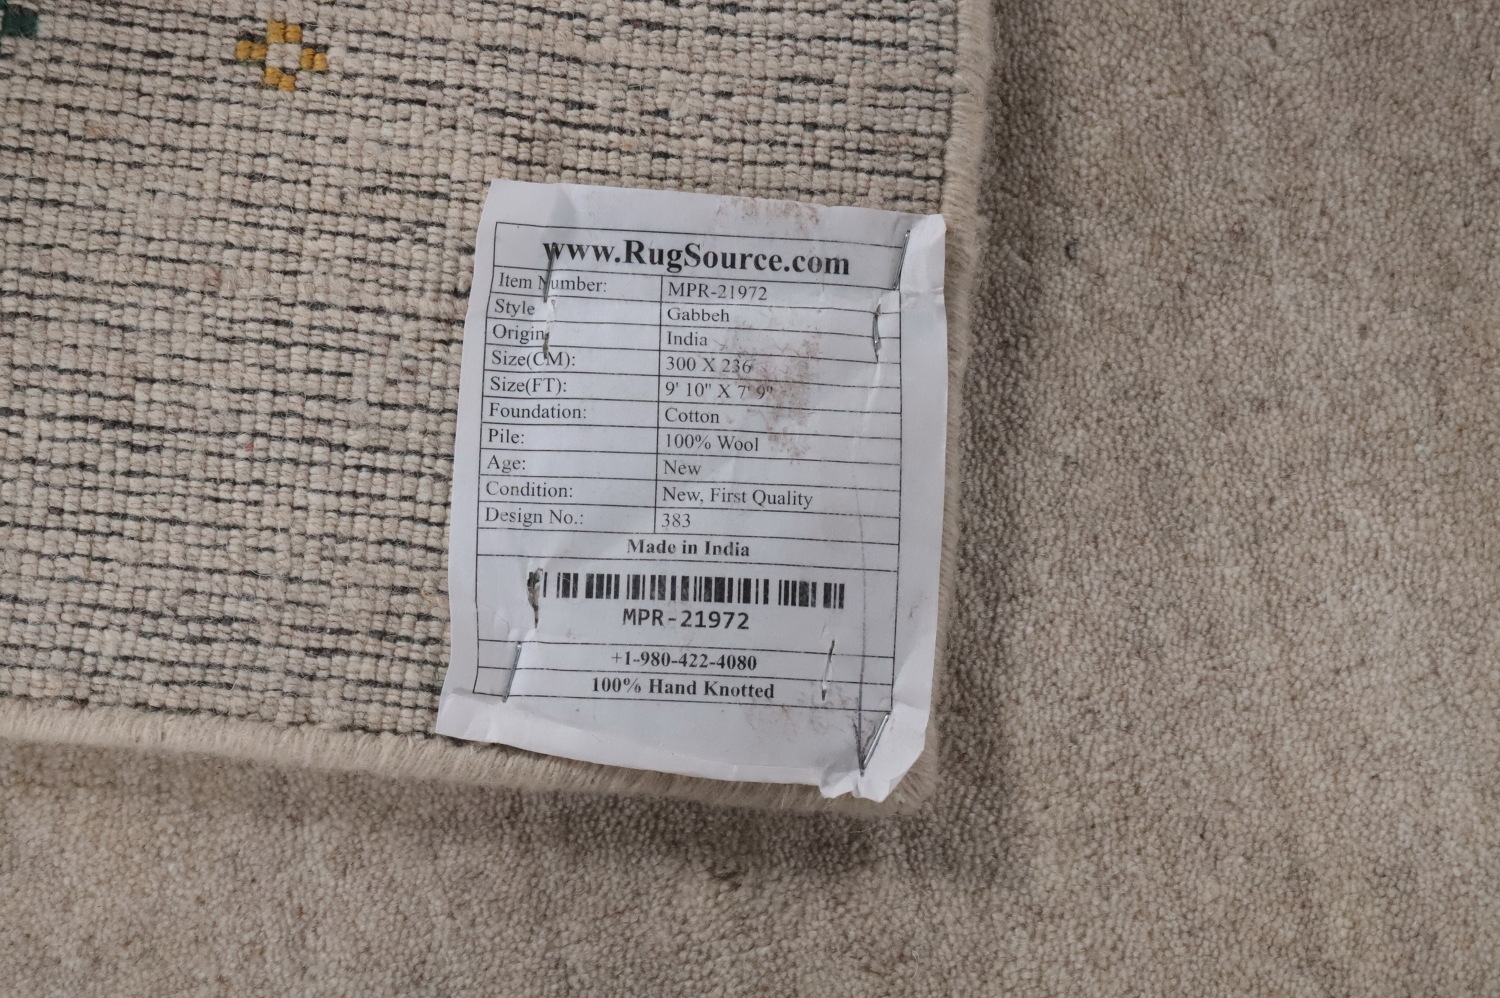 www.RugSource.com
Item Number: MPR-21972
Style Gabbeh
Origin India
Size(CM): 300 X 236
Size(FT): 9' 10" X 7' 9"
Foundation: Cotton
Pile: 100% Wool
Age: New
Condition: New, First Quality
Design No.: 383
Made in India
MPR-21972
+1-980-422-4080
100% Hand Knotted